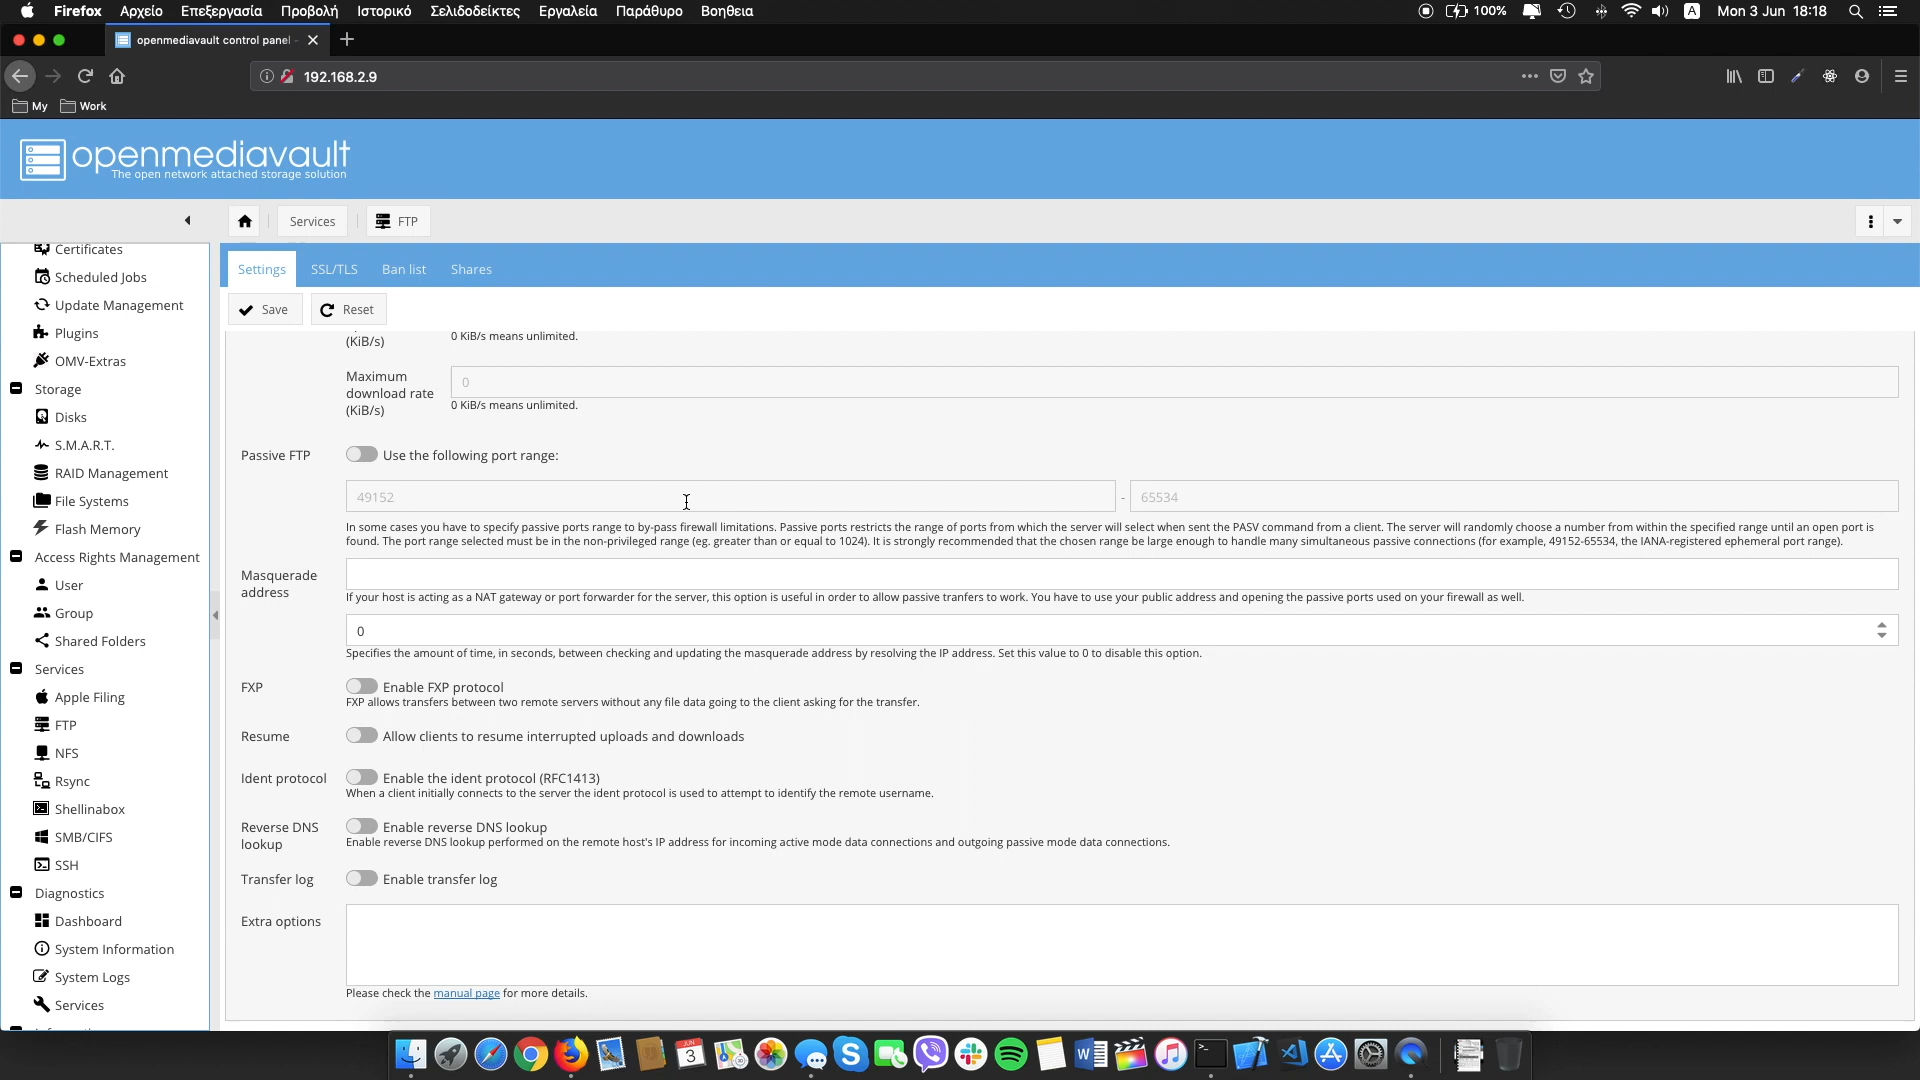 Firefox Αρχείο Επεξεργασία Προβολή Ιστορικό Σελιδοδείκτες Εργαλεία Παράθυρο Βοηθεια 100% A Mon 3 Jun 18:18
openmediavault control panel -
192.168.2.9
My Work
openmediavault
The open network attached storage solution
Services FTP
Certificates
Scheduled Jobs
Update Management
Plugins
OMV-Extras
Storage
Disks
S.M.A.R.T.
RAID Management
File Systems
Flash Memory
Access Rights Management
User
Group
Shared Folders
Services
Apple Filing
FTP
NFS
Rsync
Shellinabox
SMB/CIFS
SSH
Diagnostics
Dashboard
System Information
System Logs
Services
Settings SSL/TLS Ban list Shares
Save Reset
(KiB/s)
0 KiB/s means unlimited.
Maximum
download rate
(KiB/s)
0
0 KiB/s means unlimited.
Passive FTP Use the following port range:
49152 - 65534
In some cases you have to specify passive ports range to by-pass firewall limitations. Passive ports restricts the range of ports from which the server will select when sent the PASV command from a client. The server will randomly choose a number from within the specified range until an open port is
found. The port range selected must be in the non-privileged range (eg. greater than or equal to 1024). It is strongly recommended that the chosen range be large enough to handle many simultaneous passive connections (for example, 49152-65534, the IANA-registered ephemeral port range).
Masquerade
address
If your host is acting as a NAT gateway or port forwarder for the server, this option is useful in order to allow passive tranfers to work. You have to use your public address and opening the passive ports used on your firewall as well.
0
Specifies the amount of time, in seconds, between checking and updating the masquerade address by resolving the IP address. Set this value to 0 to disable this option.
FXP Enable FXP protocol
FXP allows transfers between two remote servers without any file data going to the client asking for the transfer.
Resume Allow clients to resume interrupted uploads and downloads
Ident protocol Enable the ident protocol (RFC1413)
When a client initially connects to the server the ident protocol is used to attempt to identify the remote username.
Reverse DNS
lookup
Enable reverse DNS lookup
Enable reverse DNS lookup performed on the remote host's IP address for incoming active mode data connections and outgoing passive mode data connections.
Transfer log Enable transfer log
Extra options
Please check the manual page for more details.
JUN
3